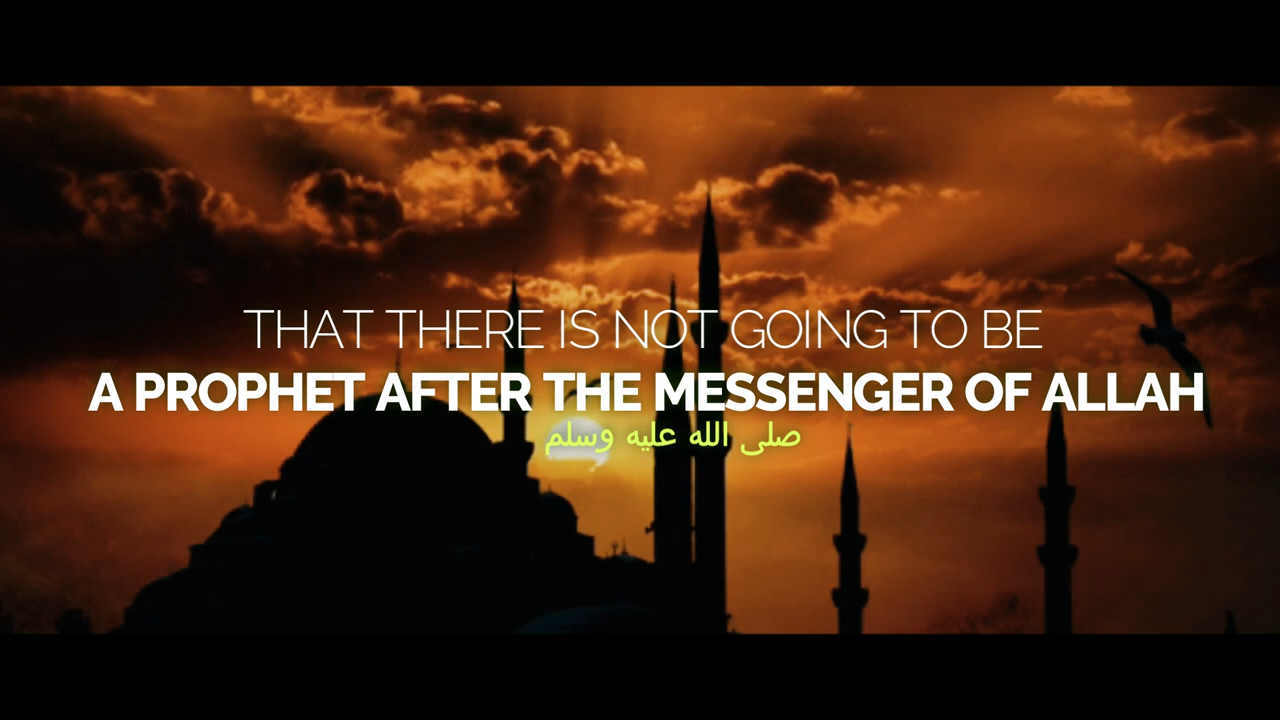 THAT THERE IS NOT GOING TO BE
A PROPHET AFTER THE MESSENGER OF ALLAH
صلى الله عليه وسلم